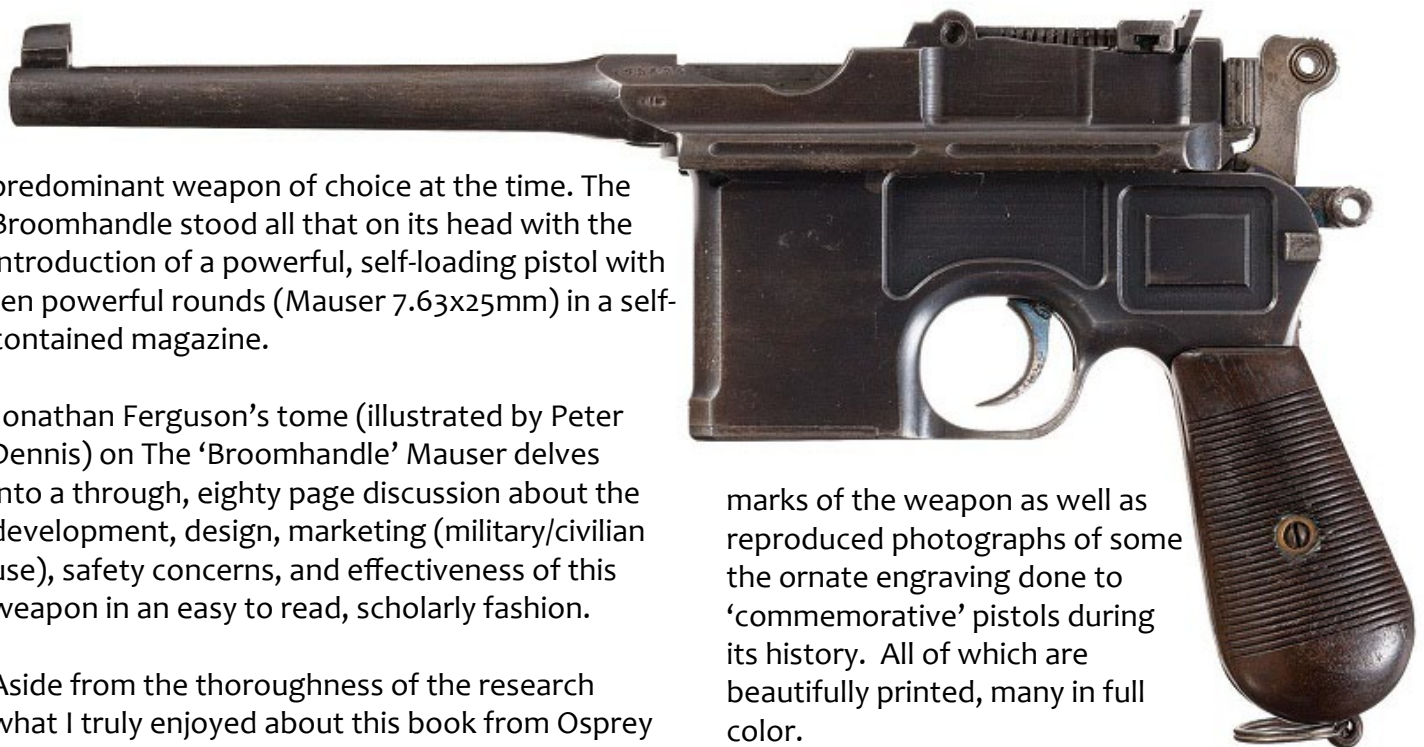 predominant weapon of choice at the time. The
Broomhandle stood all that on its head with the
introduction of a powerful, self-loading pistol with
ten powerful rounds (Mauser 7.63x25mm) in a self-
contained magazine.
Jonathan Ferguson's tome (illustrated by Peter
Dennis) on The ‘Broomhandle’ Mauser delves
into a through, eighty page discussion about the
development, design, marketing (military/civilian
use), safety concerns, and effectiveness of this
weapon in an easy to read, scholarly fashion.
Aside from the thoroughness of the research
what I truly enjoyed about this book from Osprey
marks of the weapon as well as
reproduced photographs of some
the ornate engraving done to
‘commemorative’ pistols during
its history.  All of which are
beautifully printed, many in full
color.